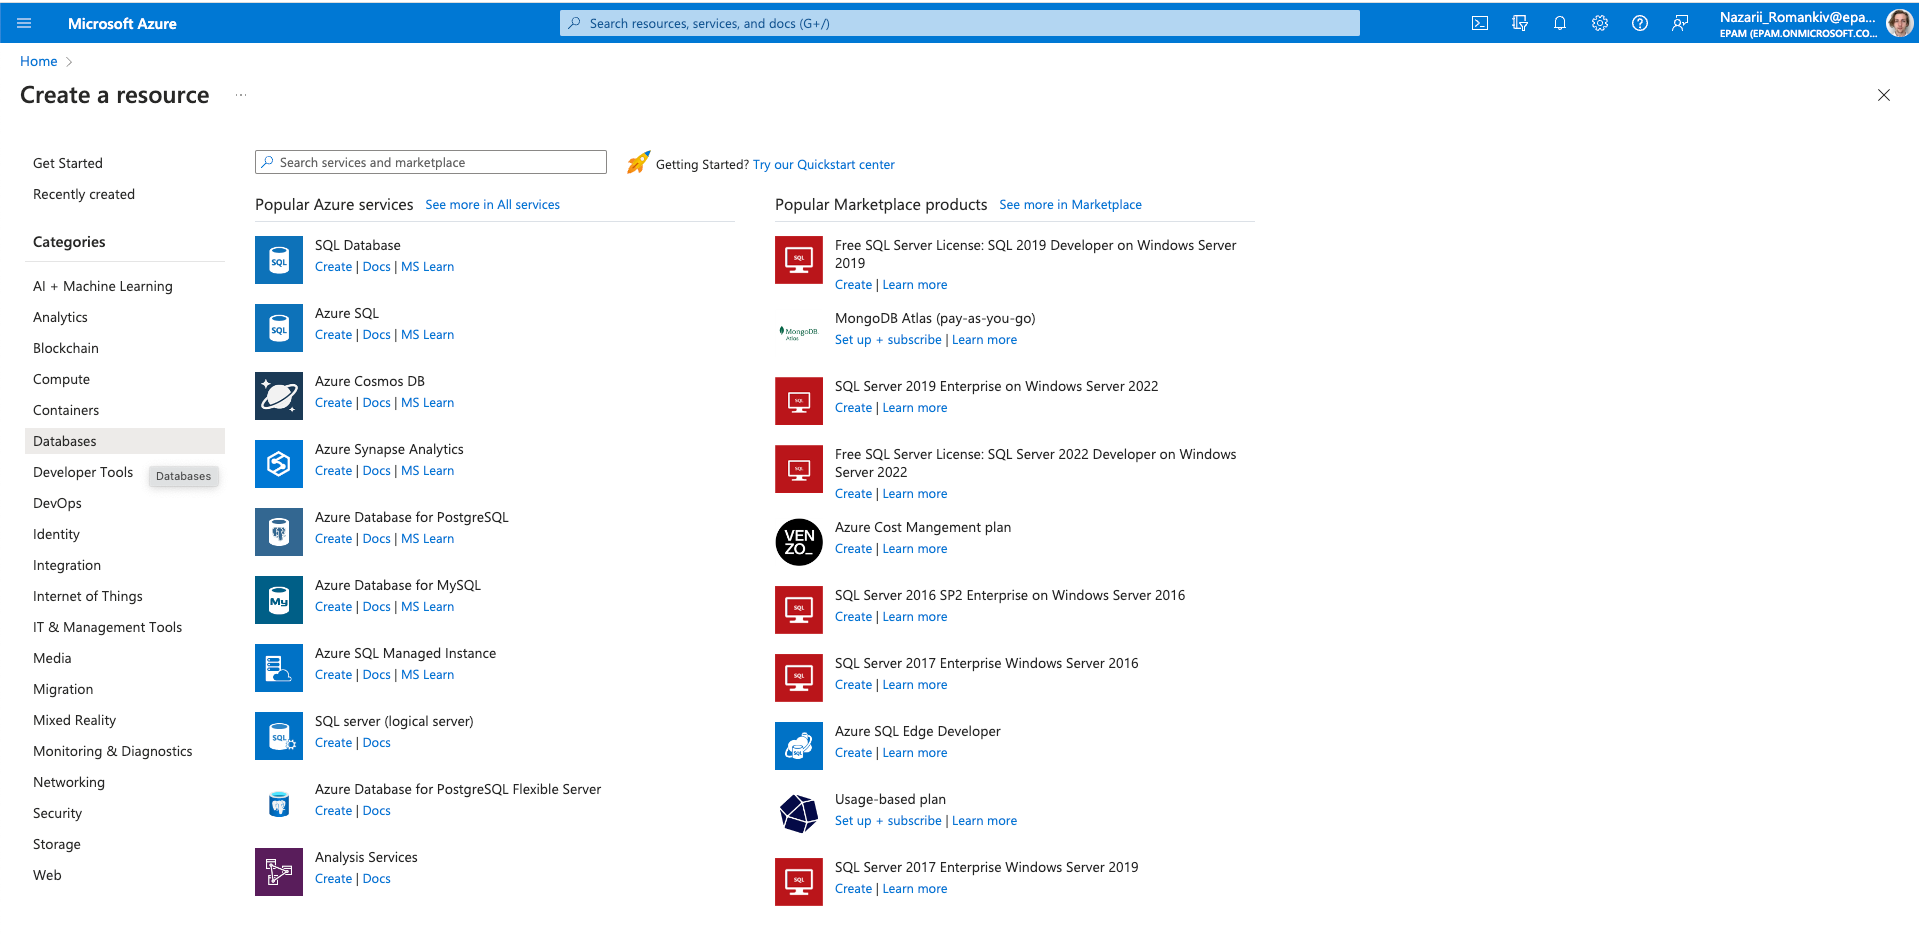 Microsoft Azure
Search resources, services, and docs (G+/)
Nazarii_Romankiv@epa...
EPAM (EPAM.ONMICROSOFT.CO...
Home
Create a resource
...
Get Started
Recently created
Categories
AI + Machine Learning
Analytics
Blockchain
Compute
Containers
Databases
Developer Tools
Databases
DevOps
Identity
Integration
Internet of Things
IT & Management Tools
Media
Migration
Mixed Reality
Monitoring & Diagnostics
Networking
Security
Storage
Web
Search services and marketplace
Getting Started? Try our Quickstart center
Popular Azure services See more in All services
SQL
SQL Database
Create | Docs | MS Learn
SQL
Azure SQL
Create | Docs | MS Learn
Azure Cosmos DB
Create | Docs | MS Learn
Azure Synapse Analytics
Create | Docs | MS Learn
Azure Database for PostgreSQL
Create | Docs | MS Learn
My
Azure Database for MySQL
Create | Docs | MS Learn
Azure SQL Managed Instance
Create | Docs | MS Learn
SQL
SQL server (logical server)
Create | Docs
Azure Database for PostgreSQL Flexible Server
Create | Docs
Analysis Services
Create | Docs
Popular Marketplace products See more in Marketplace
SQL
Free SQL Server License: SQL 2019 Developer on Windows Server
2019
Create | Learn more
MongoDB.
Atlas
MongoDB Atlas (pay-as-you-go)
Set up + subscribe | Learn more
SQL
SQL Server 2019 Enterprise on Windows Server 2022
Create | Learn more
SQL
Free SQL Server License: SQL Server 2022 Developer on Windows
Server 2022
Create | Learn more
VEN
ZO_
Azure Cost Mangement plan
Create | Learn more
SQL
SQL Server 2016 SP2 Enterprise on Windows Server 2016
Create | Learn more
SQL
SQL Server 2017 Enterprise Windows Server 2016
Create | Learn more
SQL
Azure SQL Edge Developer
Create | Learn more
Usage-based plan
Set up + subscribe | Learn more
SQL
SQL Server 2017 Enterprise Windows Server 2019
Create | Learn more